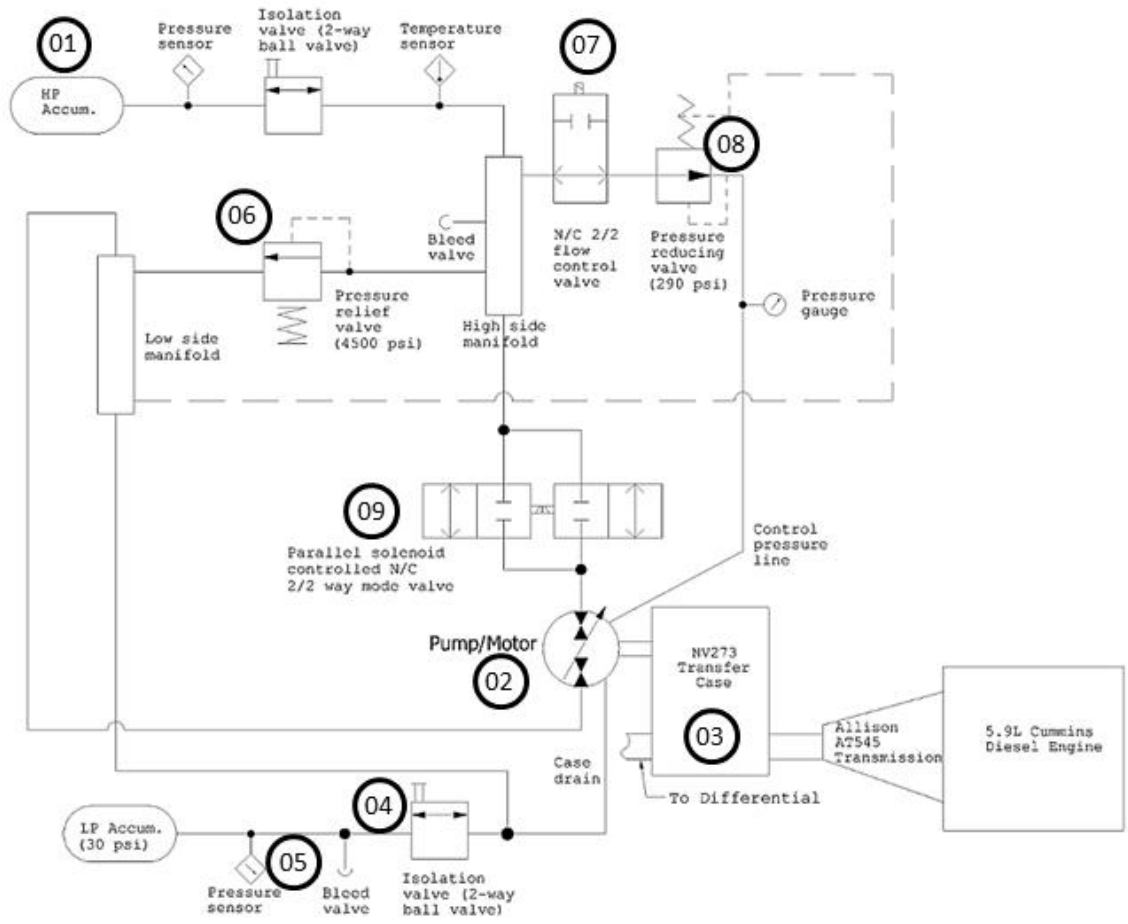 01
HP
Accum.
Pressure
sensor
Isolation
valve (2-way
ball valve)
Temperature
sensor
07
08
06
Bleed
valve
N/C 2/2
flow
control
valve
Pressure
reducing
valve
(290 psi)
Pressure
gauge
Low side
manifold
Pressure
relief
valve
(4500 psi)
High side
manifold
09
Parallel solenoid
controlled N/C
2/2 way mode valve
Control
pressure
line
Pump/Motor
02
NV273
Transfer
Case
03
Allison
AT545
Transmission
5.9L Cummins
Diesel Engine
Case
drain
To Differential
LP Accum.
(30 psi)
04
05
Pressure
sensor
Bleed
valve
Isolation
valve (2-way
ball valve)